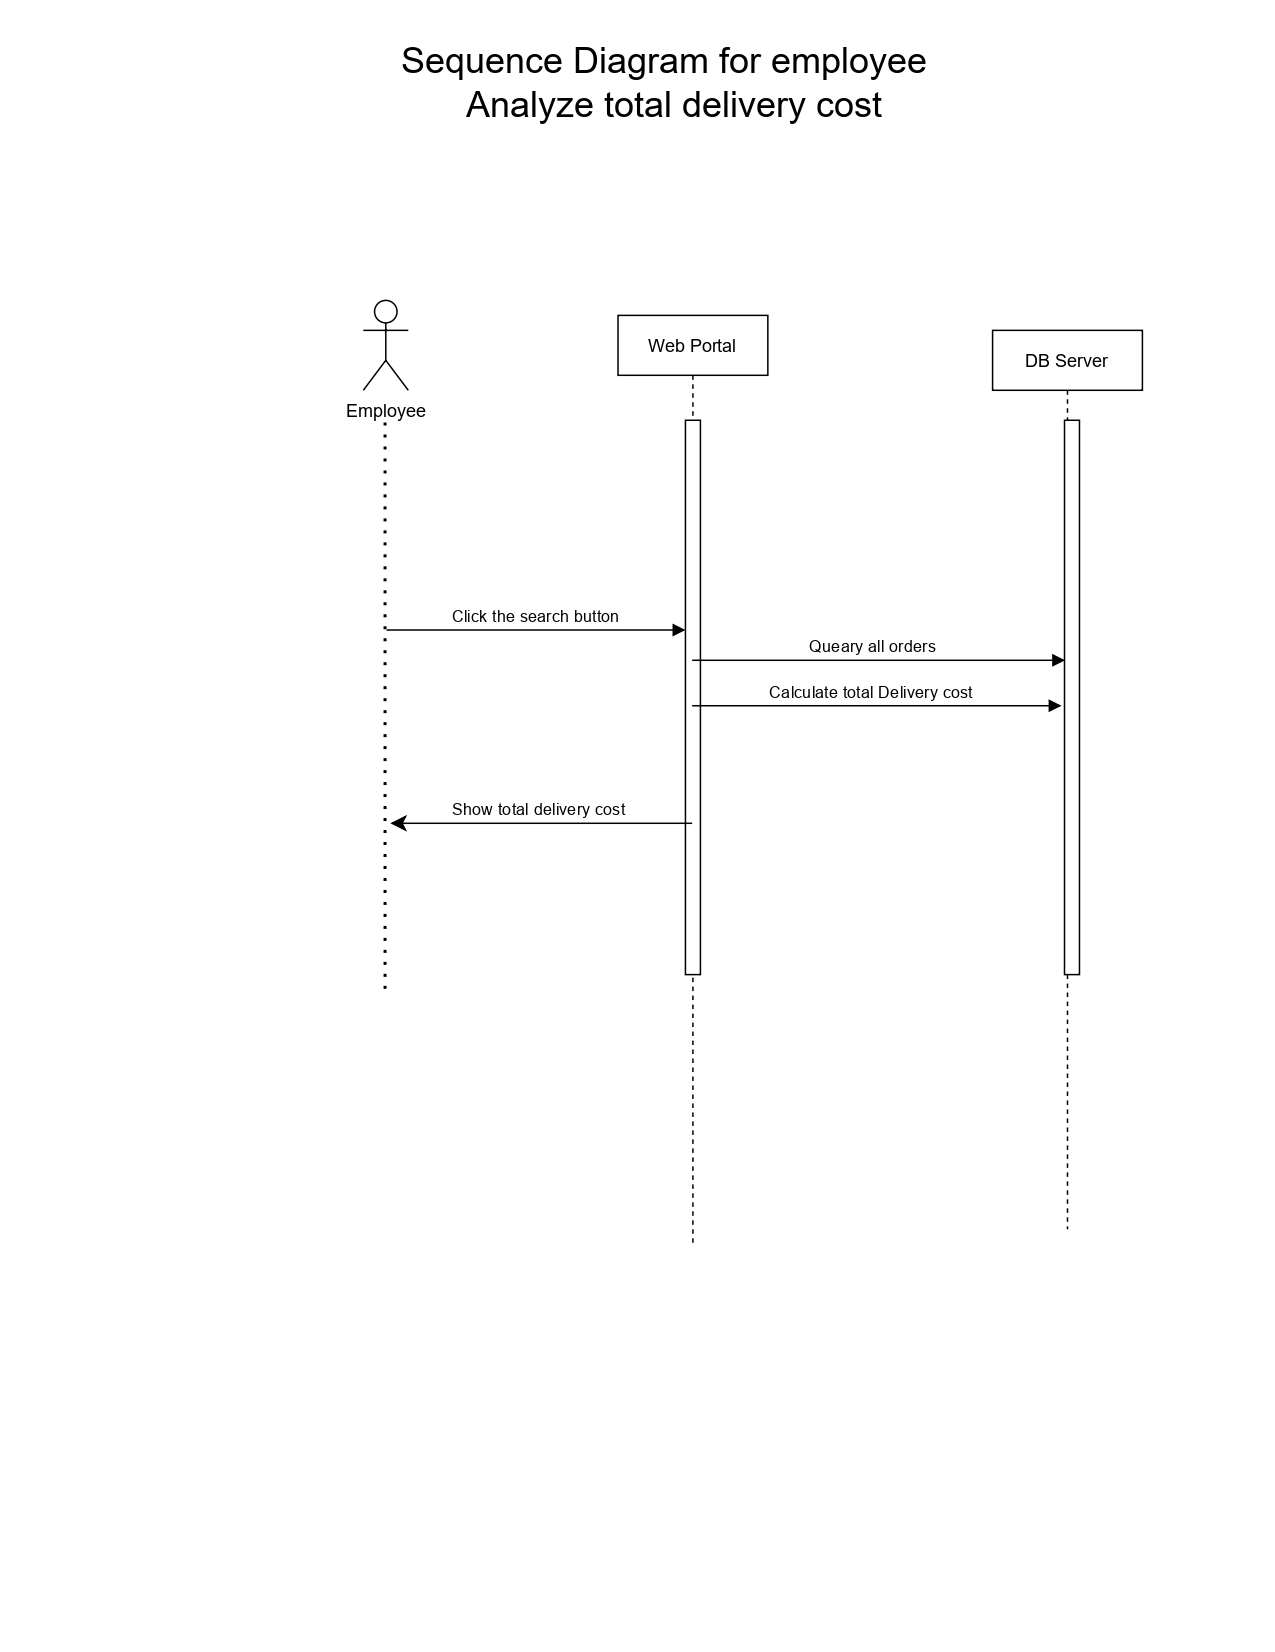 Sequence Diagram for employee
Analyze total delivery cost
Web Portal
DB Server
Employee
Click the search button
Queary all orders
Calculate total Delivery cost
Show total delivery cost